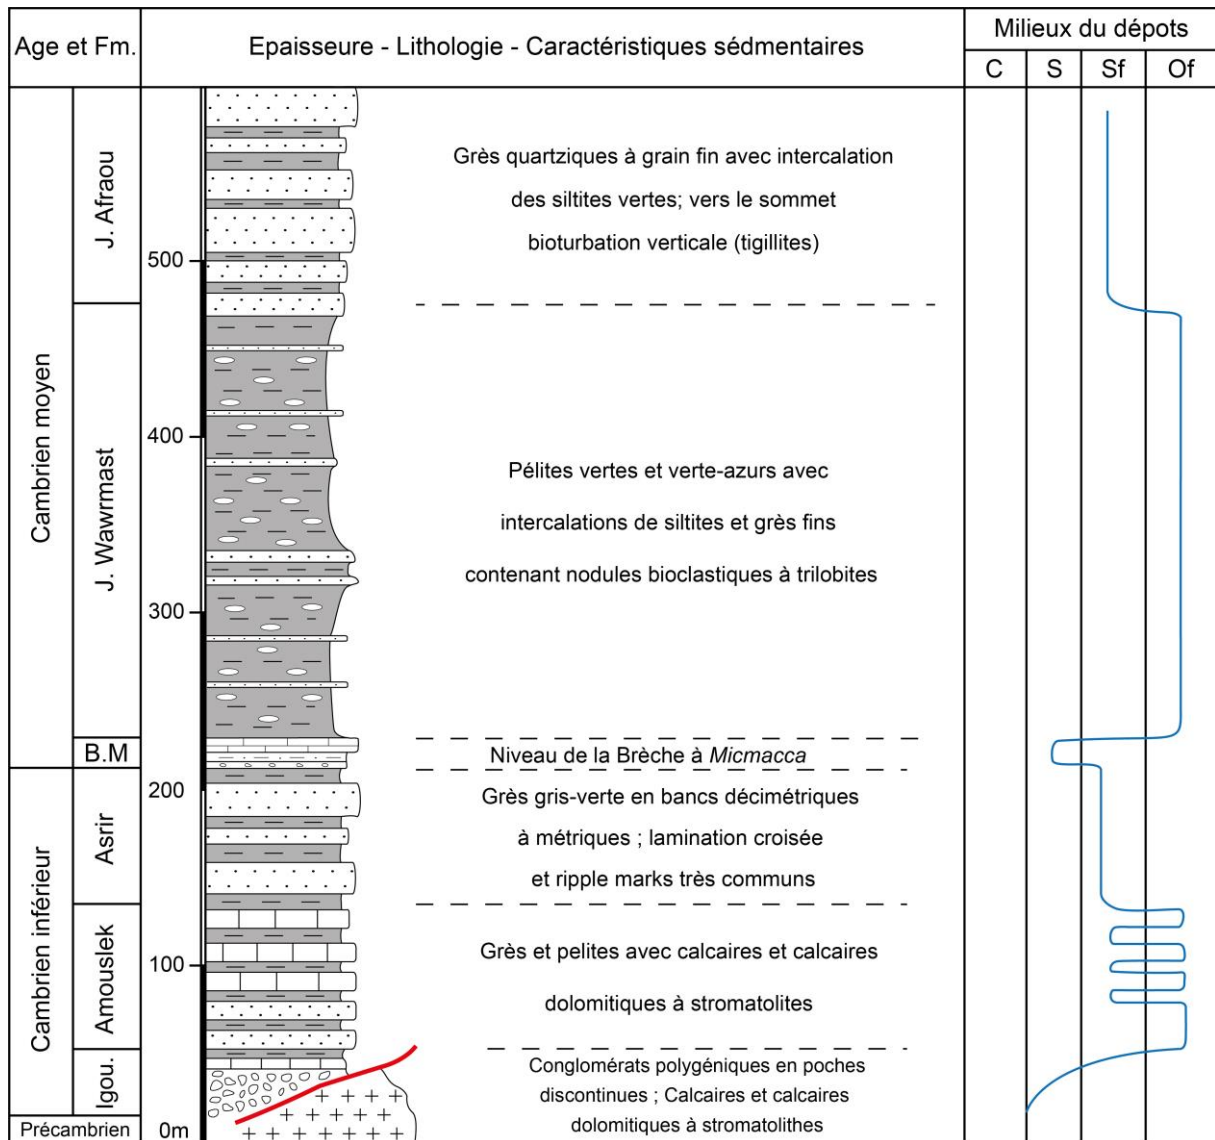 Age et Fm.
Epaisseure - Lithologie - Caractéristiques sédmentaires
Milieux du dépots
C
S
Sf
Of
Cambrien moyen
J. Afraou
Grès quartziques à grain fin avec intercalation
des siltites vertes; vers le sommet
bioturbation verticale (tigillites)
500
J. Wawrmast
400
Pélites vertes et verte-azurs avec
intercalations de siltites et grès fins
contenant nodules bioclastiques à trilobites
300
B.M
Niveau de la Brèche à Micmacca
Cambrien inférieur
Asrir
200
Grès gris-verte en bancs décimétriques
à métriques ; lamination croisée
et ripple marks très communs
Amouslek
100
Grès et pelites avec calcaires et calcaires
dolomitiques à stromatolites
Igou.
Conglomérats polygéniques en poches
discontinues ; Calcaires et calcaires
dolomitiques à stromatolithes
Précambrien
0m